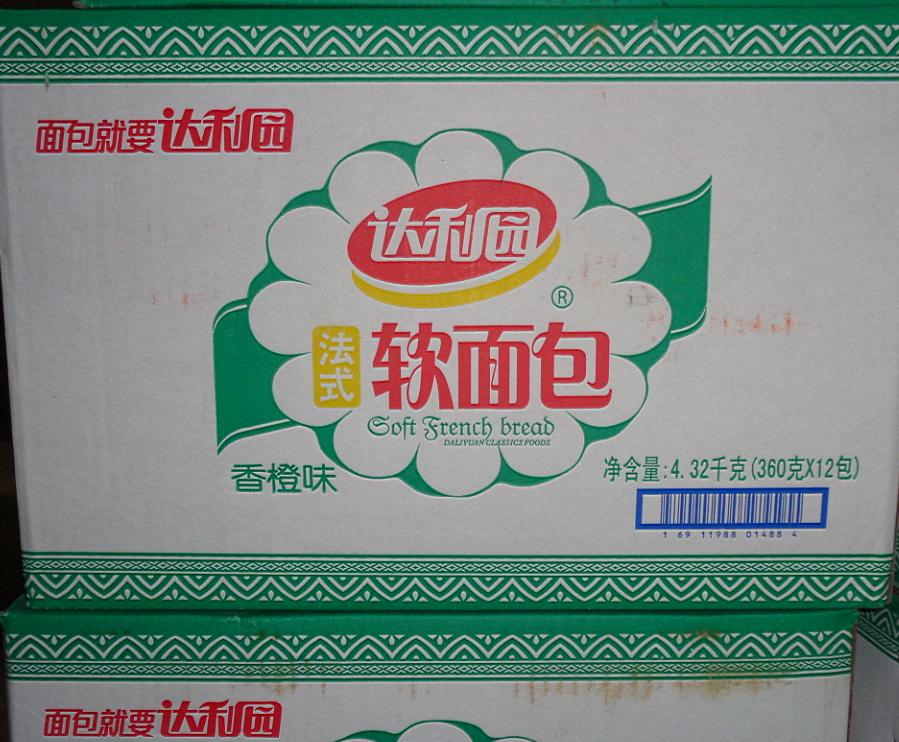 面包就要达利园
达利园
®
法式
软面包
Soft French bread
DALIYUAN CLASSICS FOODS
香橙味
净含量:4.32千克(360克X12包)
1 69 11988 01488 4
面包就要达利园